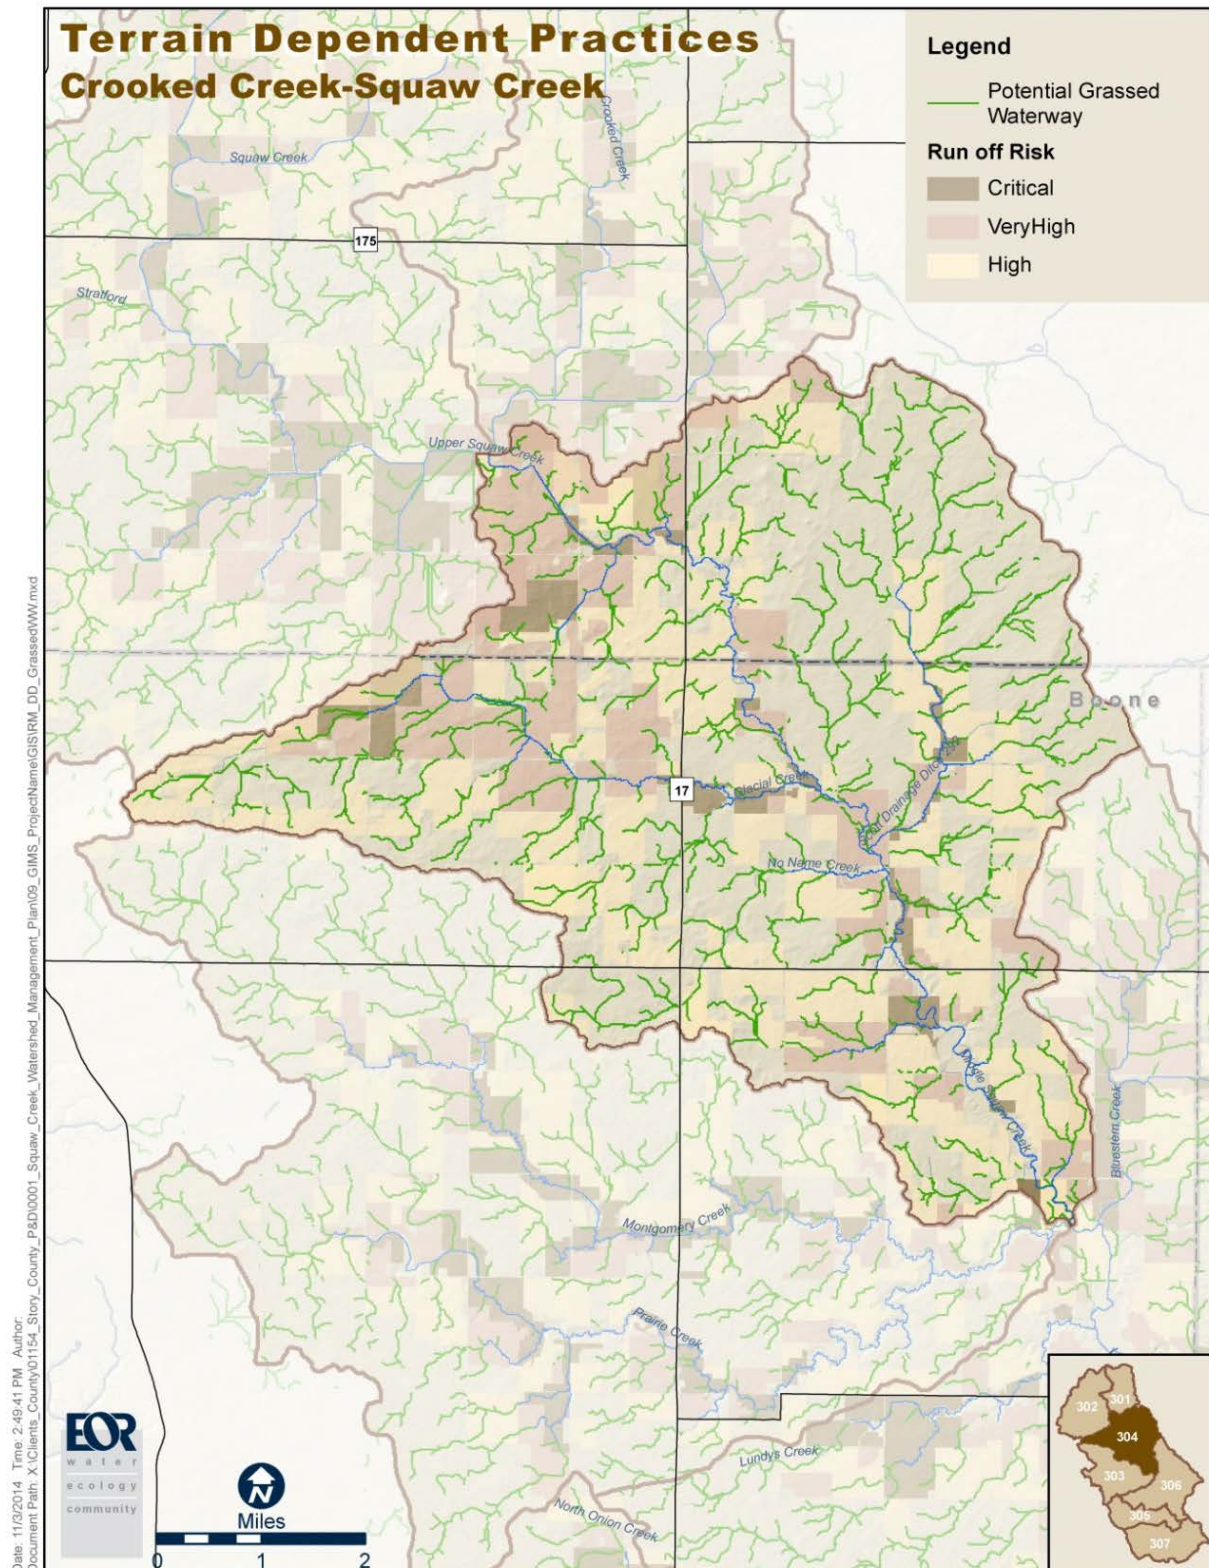 Terrain Dependent Practices
Crooked Creek-Squaw Creek
Legend
Potential Grassed
Waterway
Run off Risk
Critical
VeryHigh
High
Crooked Creek
Squaw Creek
175
Stratford
Upper Squaw Creek
Boone
17
Glacial Creek
Drainage Ditch
No Name Creek
Middle Squaw Creek
Bluestem Creek
Montgomery Creek
Prairie Creek
Lundys Creek
North Onion Creek
EOR
water
ecology
community
N
Miles
0 1 2
301
302
304
303
306
305
307
Date: 11/3/2014 Time: 2:49:41 PM Author:
Document Path: X:\Clients_County\01154_Story_County_P&D\0001_Squaw_Creek_Watershed_Management_Plan\09_GIMS_ProjectName\GIS\RM_DD_GrassedWW.mxd